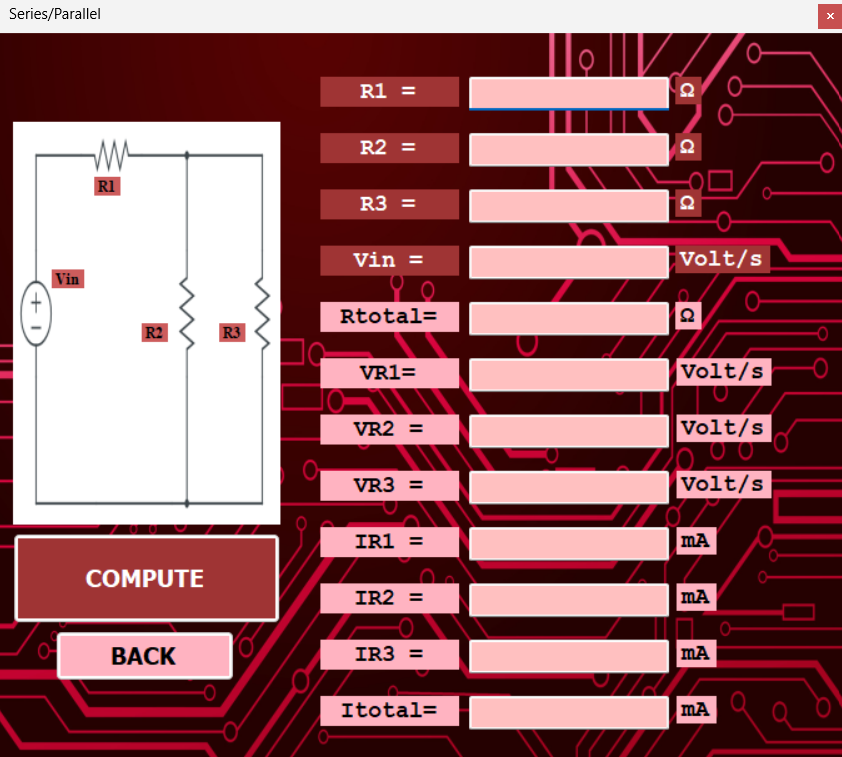 Series/Parallel
R1 = Ω
R2 = Ω
R3 = Ω
Vin = Volt/s
Rtotal= Ω
VR1= Volt/s
VR2 = Volt/s
VR3 = Volt/s
IR1 = mA
IR2 = mA
IR3 = mA
Itotal= mA
R1
Vin
+
−
R2 R3
COMPUTE
BACK